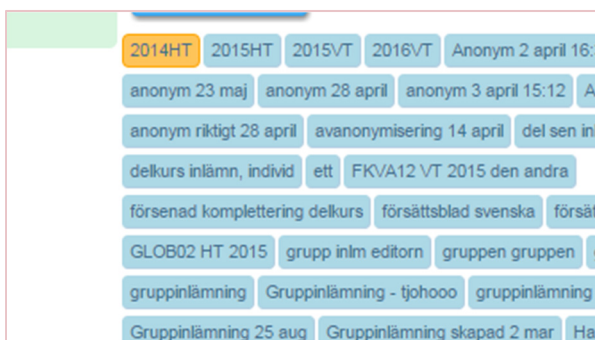 2014HT 2015HT 2015VT 2016VT Anonym 2 april 16:
anonym 23 maj anonym 28 april anonym 3 april 15:12 A
anonym riktigt 28 april avanonymisering 14 april del sen
delkurs inlämn, individ ett FKVA12 VT 2015 den andra
försenad komplettering delkurs försättsblad svenska
GLOB02 HT 2015 grupp inlm editorn gruppen gruppen
gruppinlämning Gruppinlämning - tjohooo gruppinlämning
Gruppinlämning 25 aug Gruppinlämning skapad 2 mar Ha